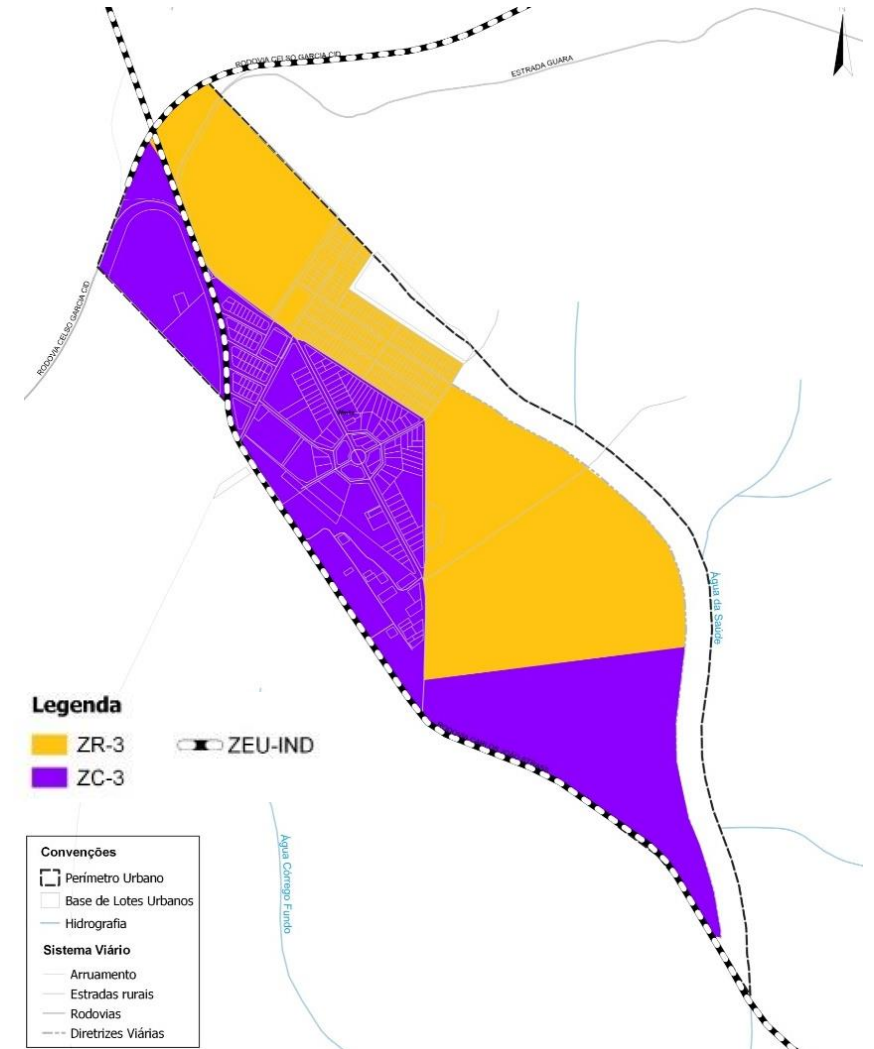 RODOVIA CELSO GARCIA CID
ESTRADA GUARA
RODOVIA CELSO GARCIA CID
Água da Saúde
Legenda
ZR-3
ZEU-IND
ZC-3
Água Córrego Fundo
Convenções
Perímetro Urbano
Base de Lotes Urbanos
Hidrografia
Sistema Viário
Arruamento
Estradas rurais
Rodovias
Diretrizes Viárias